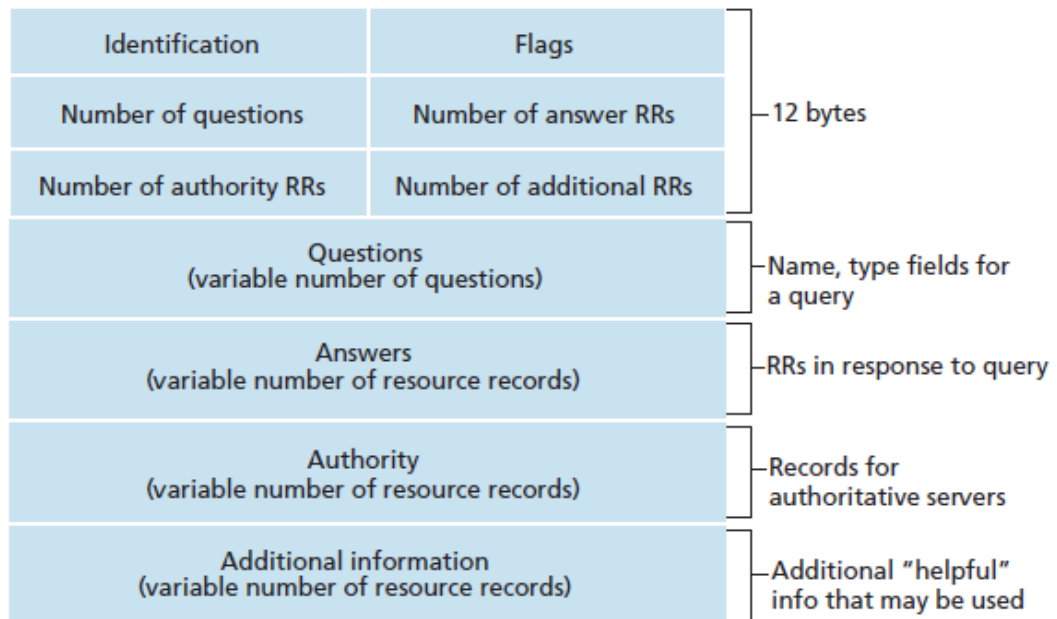 Identification
Flags
Number of questions
Number of answer RRs
12 bytes
Number of authority RRs
Number of additional RRs
Questions
(variable number of questions)
Name, type fields for
a query
Answers
(variable number of resource records)
RRs in response to query
Authority
(variable number of resource records)
Records for
authoritative servers
Additional information
(variable number of resource records)
Additional “helpful”
info that may be used